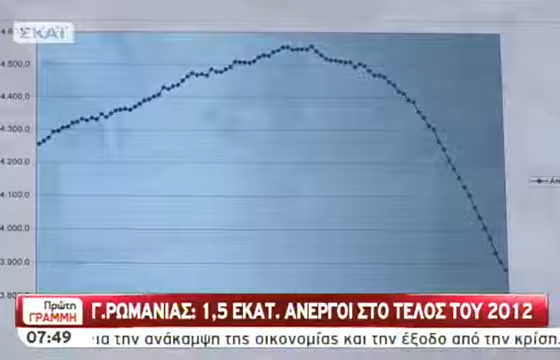 ΣΚΑΪ
4.500,0
4.400,0
4.300,0
4.200,0
4.100,0
4.000,0
3.900,0
Πρώτη
ΓΡΑΜΜΗ
Γ.ΡΩΜΑΝΙΑΣ: 1,5 ΕΚΑΤ. ΑΝΕΡΓΟΙ ΣΤΟ ΤΕΛΟΣ ΤΟΥ 2012
07:49
για την ανάκαμψη της οικονομίας και την έξοδο από την κρίση